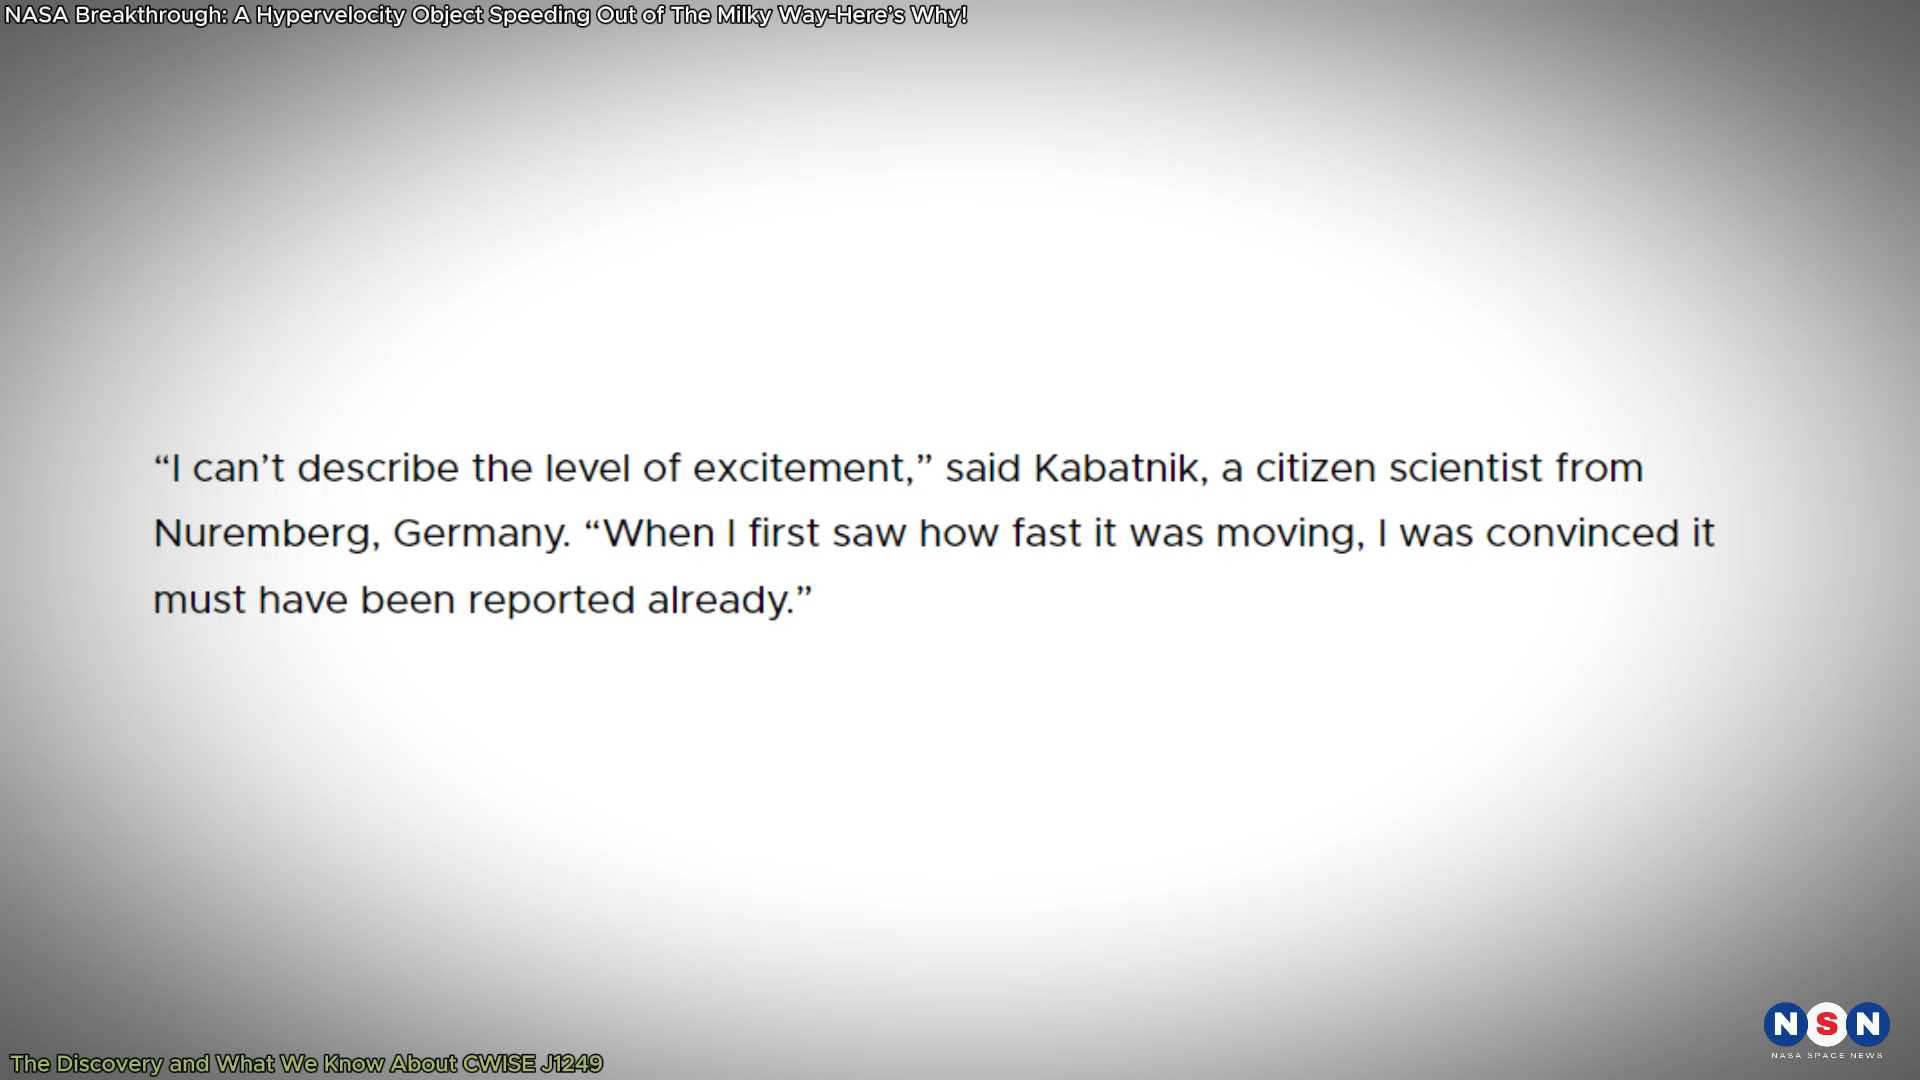 NASA Breakthrough: A Hypervelocity Object Speeding Out of The Milky Way-Here’s Why!
“I can’t describe the level of excitement,” said Kabatnik, a citizen scientist from
Nuremberg, Germany. “When I first saw how fast it was moving, I was convinced it
must have been reported already.”
NSN
NASA SPACE NEWS
The Discovery and What We Know About CWISE J1249